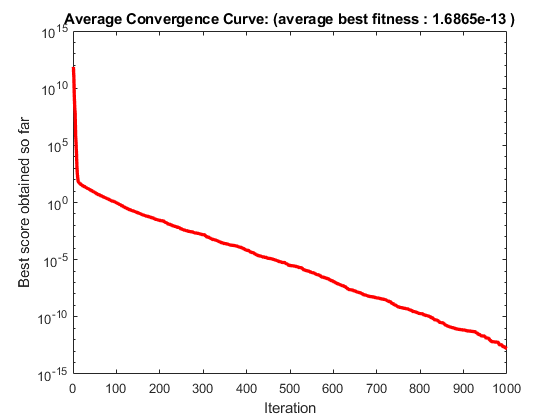 Average Convergence Curve: (average best fitness : 1.6865e-13 )
10^15
10^10
10^5
10^0
10^-5
10^-10
10^-15
Best score obtained so far
0 100 200 300 400 500 600 700 800 900 1000
Iteration